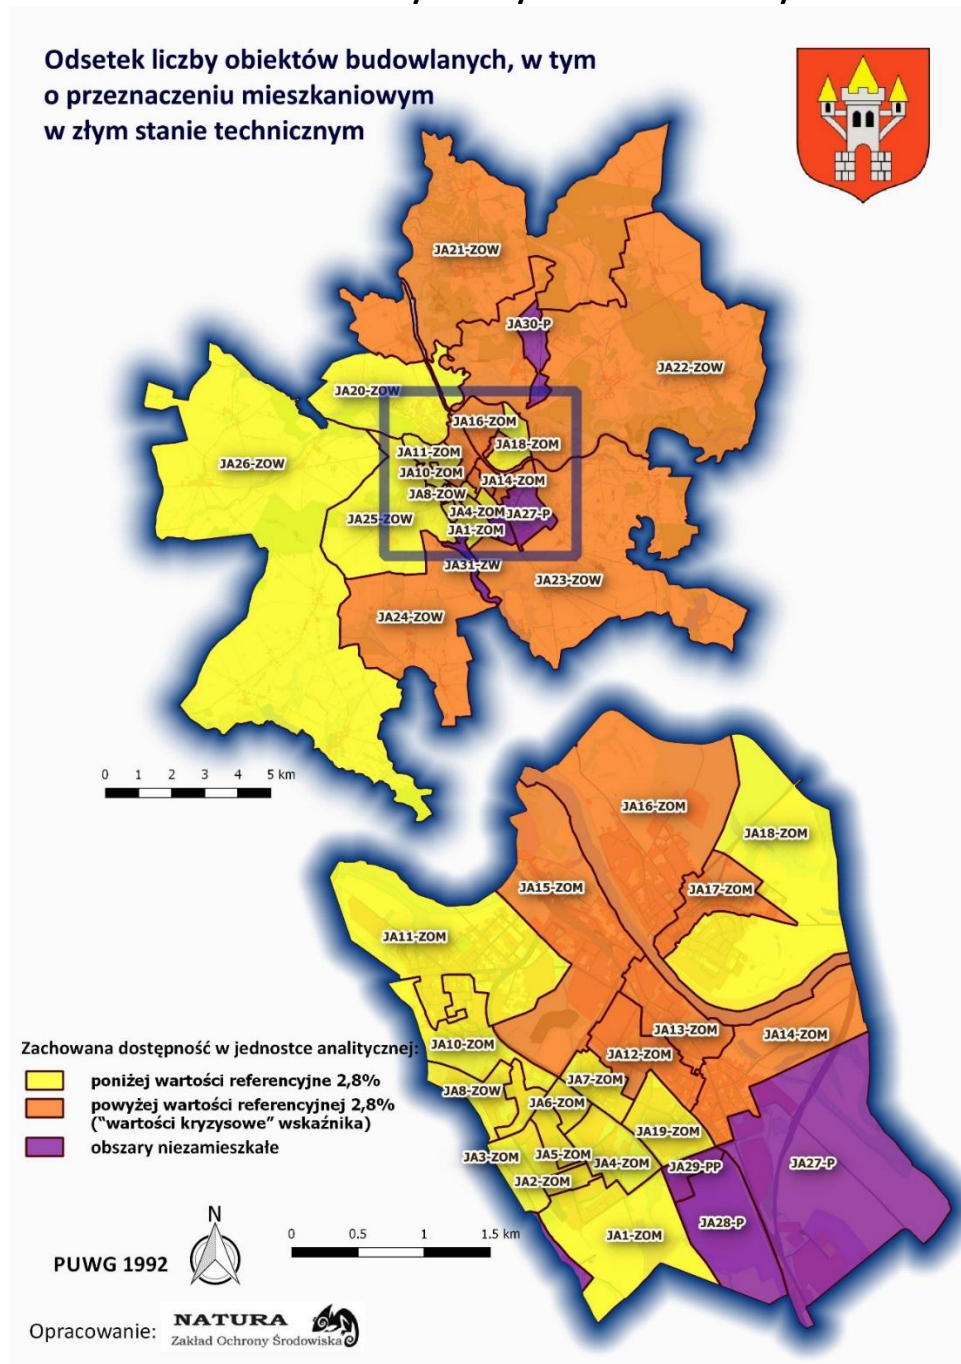 Odsetek liczby obiektów budowlanych, w tym
o przeznaczeniu mieszkaniowym
w złym stanie technicznym
JA21-ZOW
JA30-P
JA22-ZOW
JA20-ZOW
JA16-ZOM
JA18-ZOM
JA11-ZOM
JA26-ZOW
JA10-ZOM
JA14-ZOM
JA8-ZOW
JA4-ZOM
JA27-P
JA25-ZOW
JA1-ZOM
JA31-ZW
JA23-ZOW
JA24-ZOW
0 1 2 3 4 5 km
JA16-ZOM
JA18-ZOM
JA15-ZOM
JA17-ZOM
JA11-ZOM
JA13-ZOM
JA14-ZOM
JA10-ZOM
JA12-ZOM
JA7-ZOM
JA8-ZOW
JA6-ZOM
JA19-ZOM
JA3-ZOM
JA5-ZOM
JA4-ZOM
JA29-PP
JA27-P
JA2-ZOM
JA28-P
JA1-ZOM
Zachowana dostępność w jednostce analitycznej:
poniżej wartości referencyjne 2,8%
powyżej wartości referencyjnej 2,8%
("wartości kryzysowe" wskaźnika)
obszary niezamieszkałe
N
0 0.5 1 1.5 km
PUWG 1992
Opracowanie:
NATURA
Zakład Ochrony Środowiska